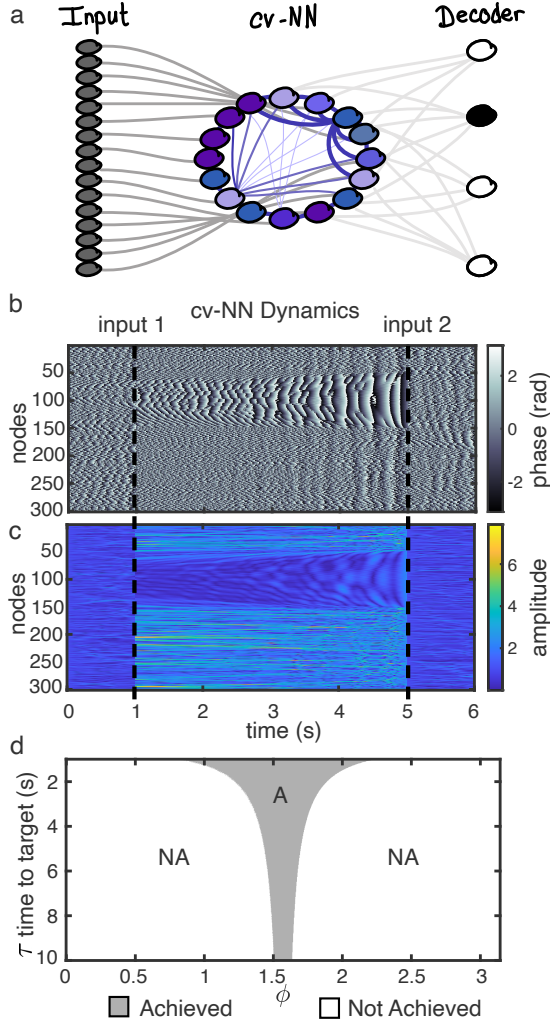 a Input cv-NN Decoder
b
cv-NN Dynamics
input 1 input 2
nodes
50
100
150
200
250
300
2
0
-2
phase (rad)
c
nodes
50
100
150
200
250
300
0 1 2 3 4 5 6
time (s)
6
4
2
amplitude
d
τ time to target (s)
2
4
6
8
10
A
NA NA
0 0.5 1 1.5 2 2.5 3
ϕ
Achieved Not Achieved